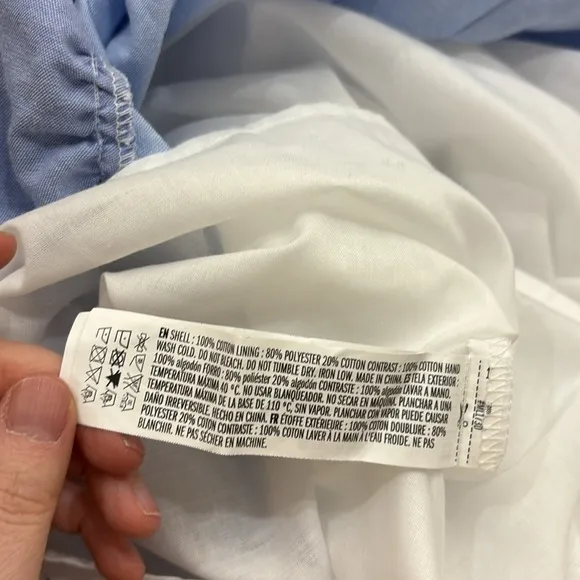 EN SHELL : 100% COTTON LINING : 80% POLYESTER 20% COTTON CONTRAST : 100% COTTON HAND
WASH COLD. DO NOT BLEACH. DO NOT TUMBLE DRY. IRON LOW. MADE IN CHINA. ES TELA EXTERIOR :
100% algodón FORRO : 80% poliéster 20% algodón CONTRASTE : 100% algodón LAVAR A MANO.
TEMPERATURA MÁXIMA 40 °C. NO USAR BLANQUEADOR. NO SECAR EN MÁQUINA. PLANCHAR A UNA
TEMPERATURA MÁXIMA DE LA BASE DE 110 °C, SIN VAPOR. PLANCHAR CON VAPOR PUEDE CAUSAR
DAÑO IRREVERSIBLE. HECHO EN CHINA. FR ÉTOFFE EXTÉRIEURE : 100% COTON DOUBLURE : 80%
POLYESTER 20% COTON CONTRASTE : 100% COTON LAVER À LA MAIN À L'EAU FROIDE. NE PAS
BLANCHIR. NE PAS SÉCHER EN MACHINE.